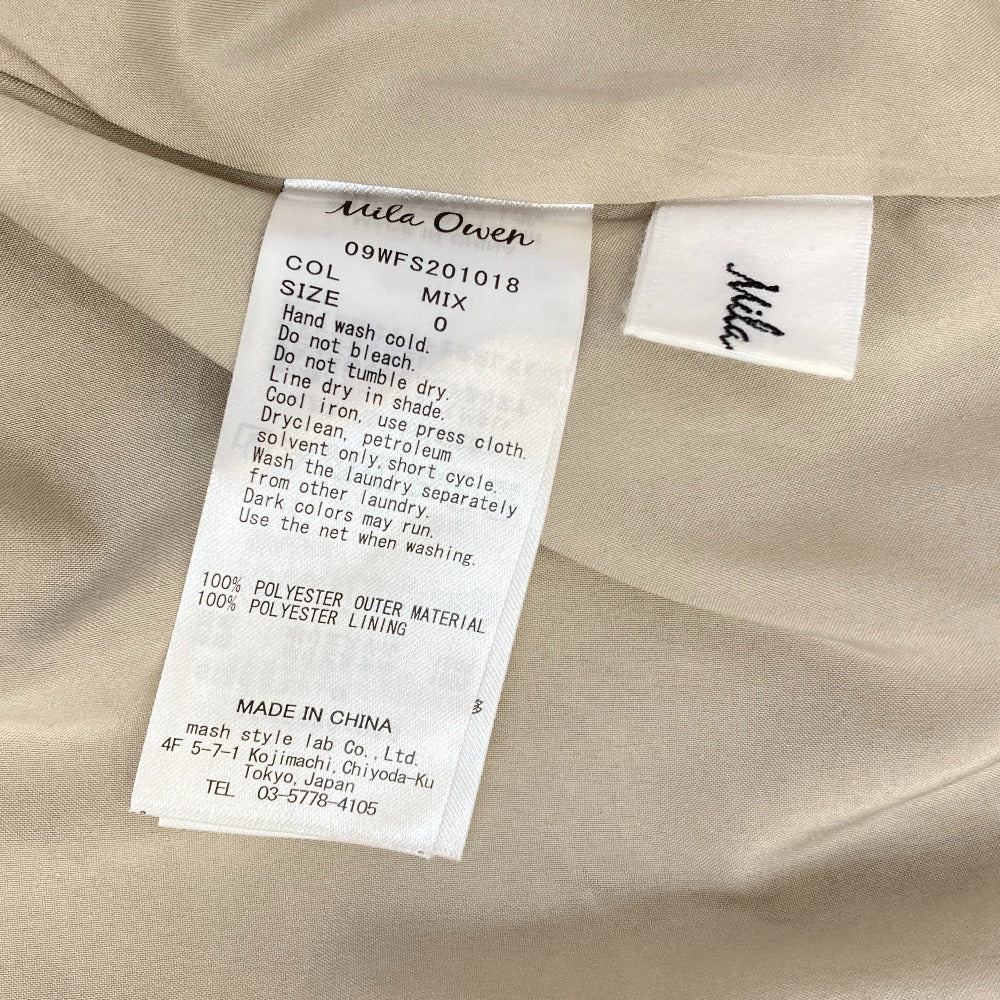 Mila Owen
09WFS201018
COL MIX
SIZE 0
Hand wash cold.
Do not bleach.
Do not tumble dry.
Line dry in shade.
Cool iron, use press cloth.
Dryclean, petroleum
solvent only, short cycle.
Wash the laundry separately
from other laundry.
Dark colors may run.
Use the net when washing.
100% POLYESTER OUTER MATERIAL
100% POLYESTER LINING
MADE IN CHINA
mash style lab Co.,Ltd.
4F 5-7-1 Kojimachi,Chiyoda-Ku
Tokyo,Japan
TEL 03-5778-4105
Mila